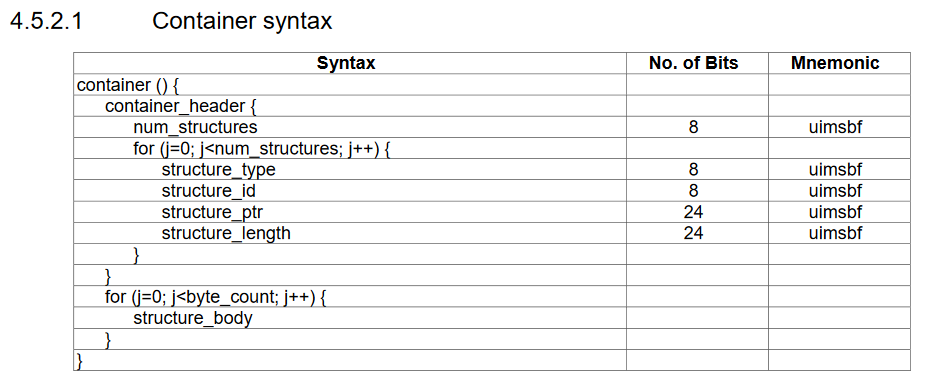 4.5.2.1 Container syntax
Syntax No. of Bits Mnemonic
container () {
container_header {
num_structures 8 uimsbf
for (j=0; j<num_structures; j++) {
structure_type 8 uimsbf
structure_id 8 uimsbf
structure_ptr 24 uimsbf
structure_length 24 uimsbf
}
}
for (j=0; j<byte_count; j++) {
structure_body
}
}